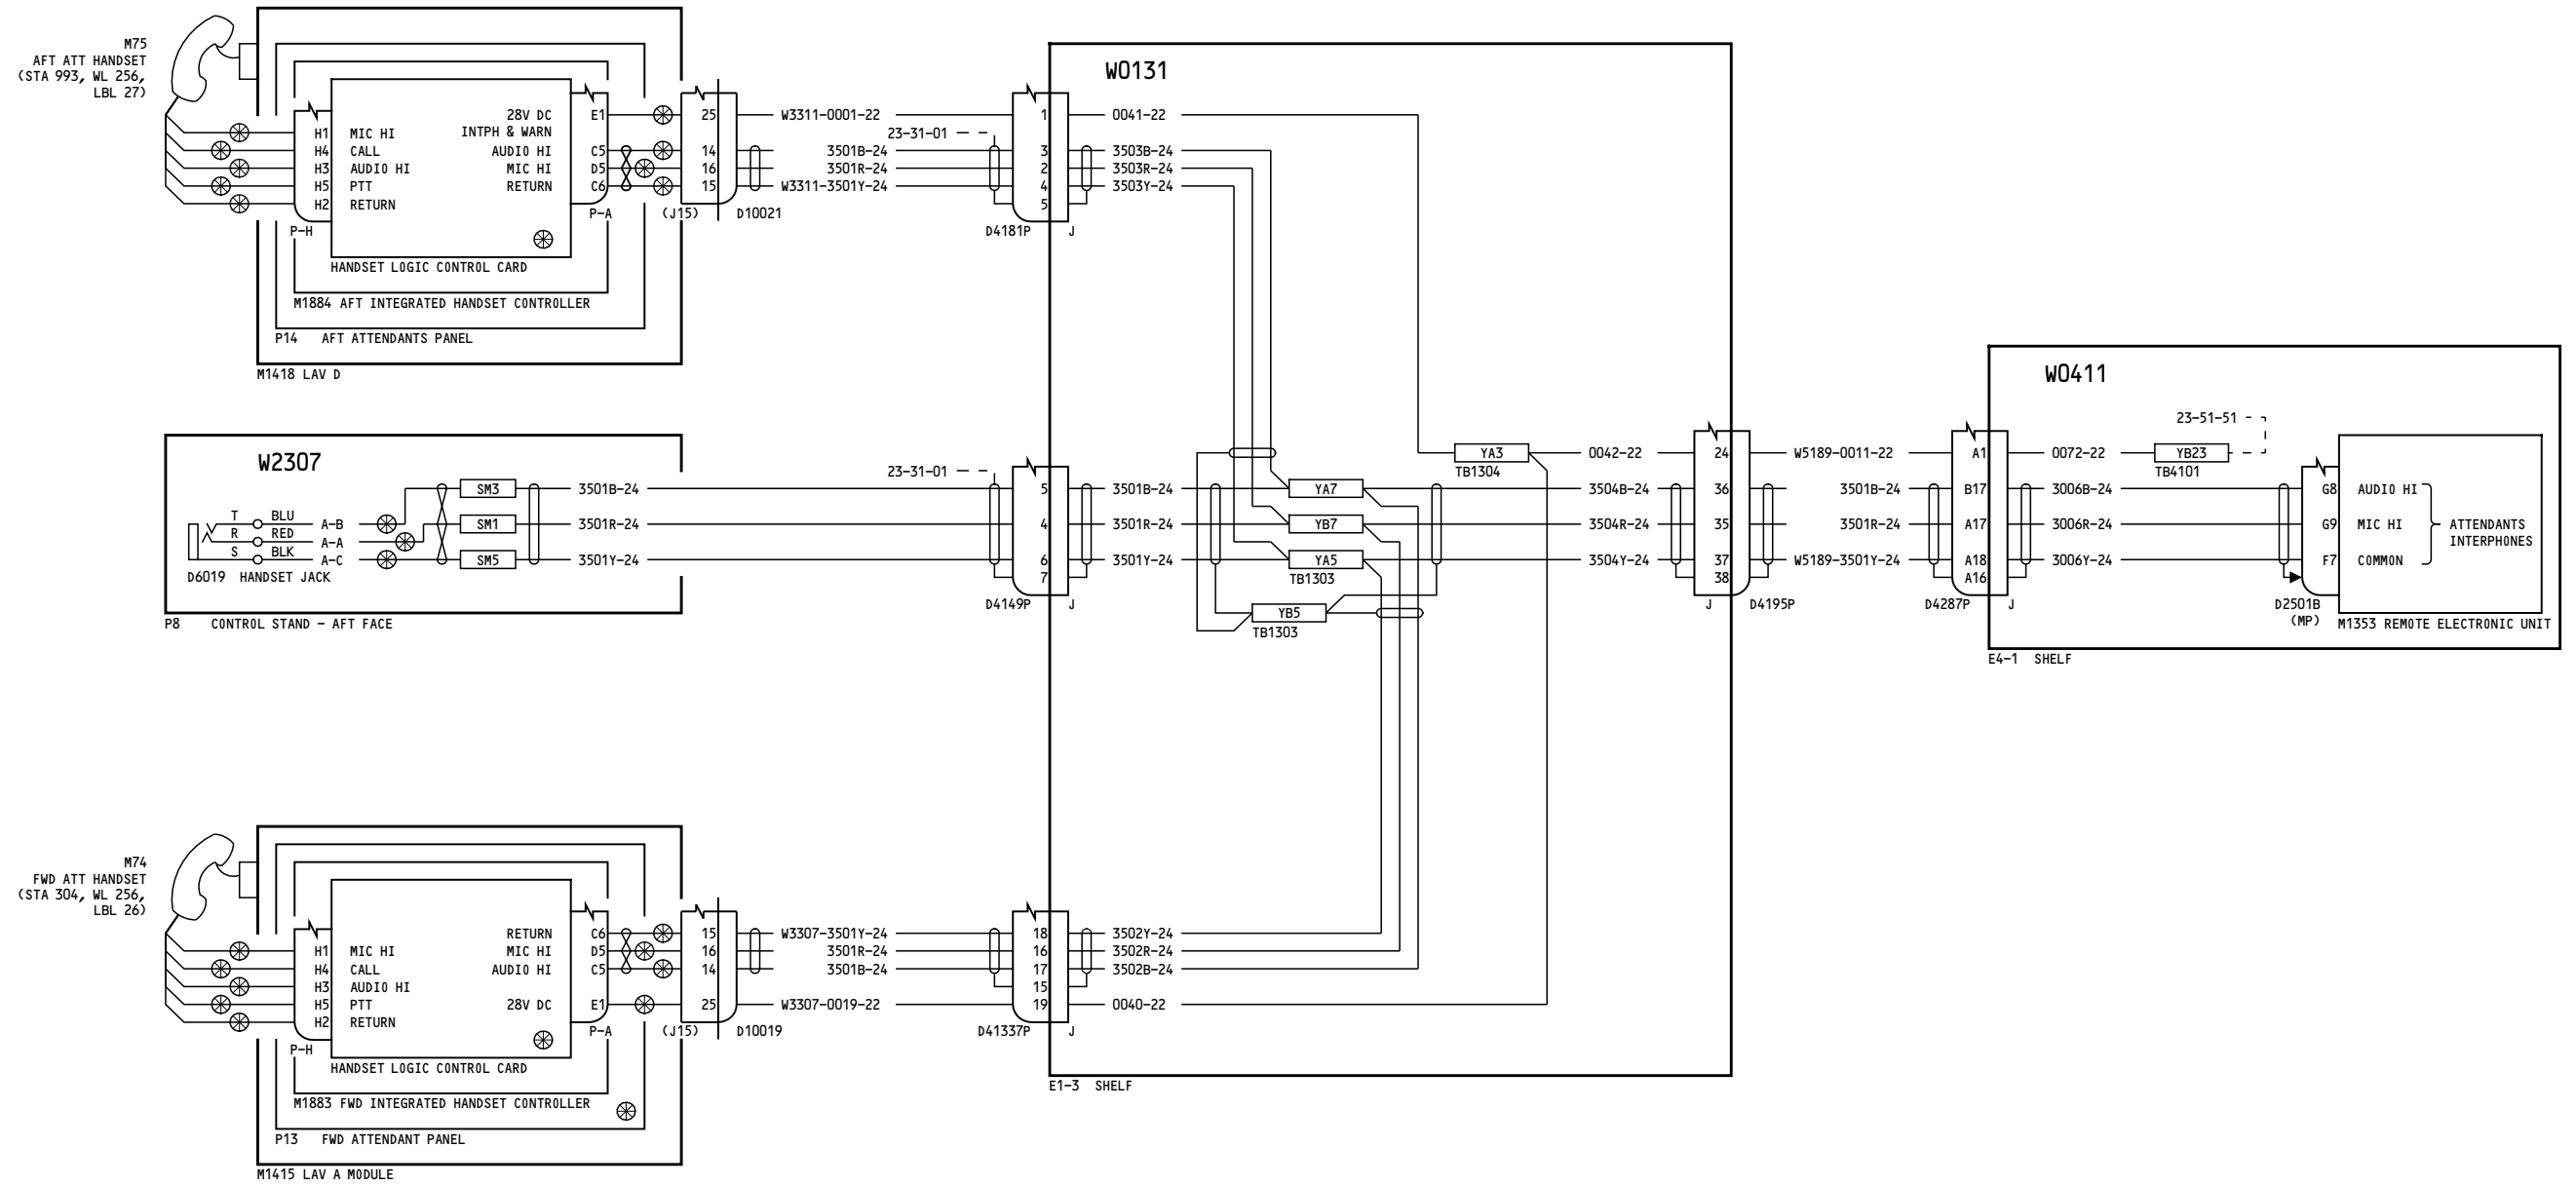 M75
AFT ATT HANDSET
(STA 993, WL 256,
LBL 27)
H1 MIC HI
H4 CALL
H3 AUDIO HI
H5 PTT
H2 RETURN
P-H
28V DC
INTPH & WARN
AUDIO HI
MIC HI
RETURN
E1
C5
D5
C6
P-A
HANDSET LOGIC CONTROL CARD
M1884 AFT INTEGRATED HANDSET CONTROLLER
P14 AFT ATTENDANTS PANEL
M1418 LAV D
25
14
16
15
(J15)
D10021
W3311-0001-22
23-31-01
3501B-24
3501R-24
W3311-3501Y-24
1
3
2
4
5
D4181P
J
W0131
0041-22
3503B-24
3503R-24
3503Y-24
W2307
T BLU A-B
R RED A-A
S BLK A-C
D6019 HANDSET JACK
SM3
SM1
SM5
3501B-24
3501R-24
3501Y-24
P8 CONTROL STAND - AFT FACE
23-31-01
5
4
6
7
D4149P
J
3501B-24
3501R-24
3501Y-24
YA7
YB7
YA5
TB1303
YB5
TB1303
YA3
TB1304
0042-22
3504B-24
3504R-24
3504Y-24
24
36
35
37
38
J
D4195P
W5189-0011-22
3501B-24
3501R-24
W5189-3501Y-24
A1
B17
A17
A18
A16
D4287P
J
W0411
23-51-51
0072-22
YB23
TB4101
3006B-24
3006R-24
3006Y-24
G8 AUDIO HI
G9 MIC HI
F7 COMMON
ATTENDANTS
INTERPHONES
D2501B
(MP)
M1353 REMOTE ELECTRONIC UNIT
E4-1 SHELF
M74
FWD ATT HANDSET
(STA 304, WL 256,
LBL 26)
H1 MIC HI
H4 CALL
H3 AUDIO HI
H5 PTT
H2 RETURN
P-H
RETURN
MIC HI
AUDIO HI
28V DC
C6
D5
C5
E1
P-A
HANDSET LOGIC CONTROL CARD
M1883 FWD INTEGRATED HANDSET CONTROLLER
P13 FWD ATTENDANT PANEL
M1415 LAV A MODULE
15
16
14
25
(J15)
D10019
W3307-3501Y-24
3501R-24
3501B-24
W3307-0019-22
18
16
17
15
19
D41337P
J
3502Y-24
3502R-24
3502B-24
0040-22
E1-3 SHELF